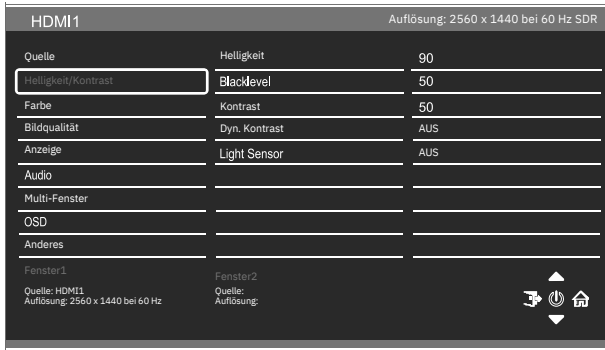 HDMI1 Auflösung: 2560 x 1440 bei 60 Hz SDR
Quelle Helligkeit 90
Helligkeit/Kontrast Blacklevel 50
Farbe Kontrast 50
Bildqualität Dyn. Kontrast AUS
Anzeige Light Sensor AUS
Audio
Multi-Fenster
OSD
Anderes
Fenster1 Fenster2
Quelle: HDMI1 Quelle:
Auflösung: 2560 x 1440 bei 60 Hz Auflösung: